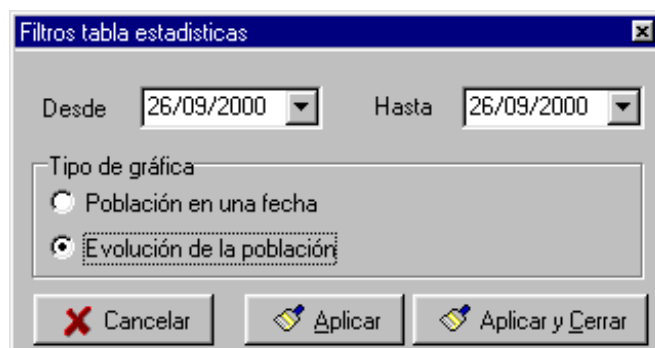 Filtros tabla estadisticas
Desde 26/09/2000 Hasta 26/09/2000
Tipo de gráfica
Población en una fecha
Evolución de la población
Cancelar Aplicar Aplicar y Cerrar